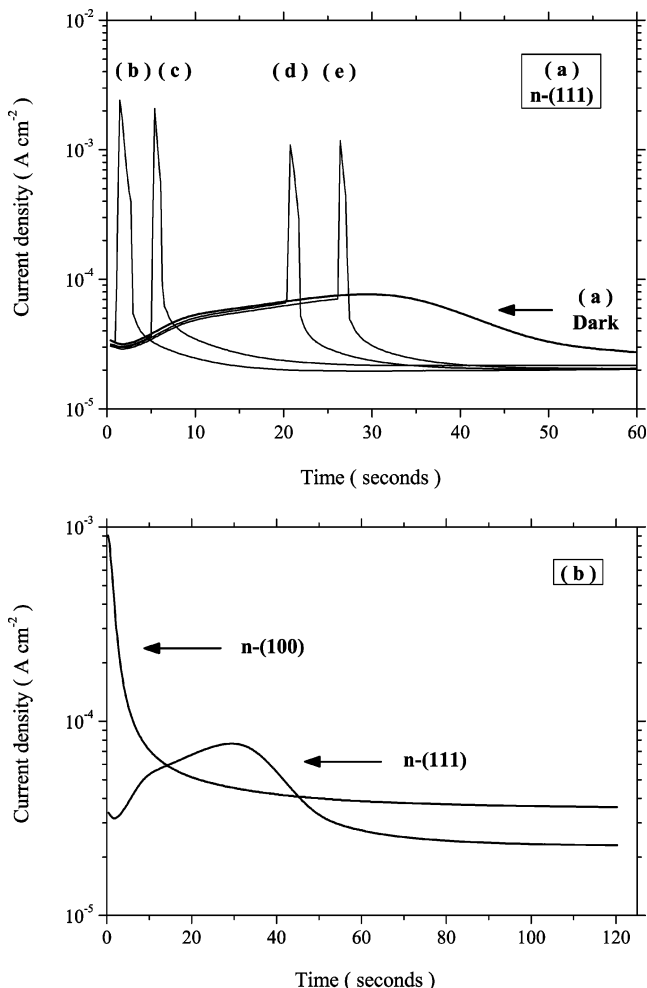 10⁻²
( b ) ( c ) ( d ) ( e )
( a )
n-(111)
10⁻³
Current density ( A cm⁻² )
10⁻⁴
( a )
Dark
10⁻⁵
0 10 20 30 40 50 60
Time ( seconds )
10⁻³
( b )
n-(100)
Current density ( A cm⁻² )
10⁻⁴
n-(111)
10⁻⁵
0 20 40 60 80 100 120
Time ( seconds )